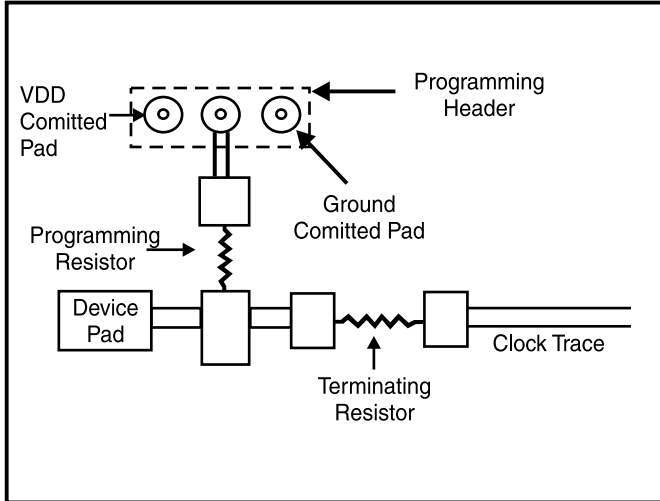 VDD
Comitted
Pad
Programming
Header
Ground
Comitted Pad
Programming
Resistor
Device
Pad
Clock Trace
Terminating
Resistor